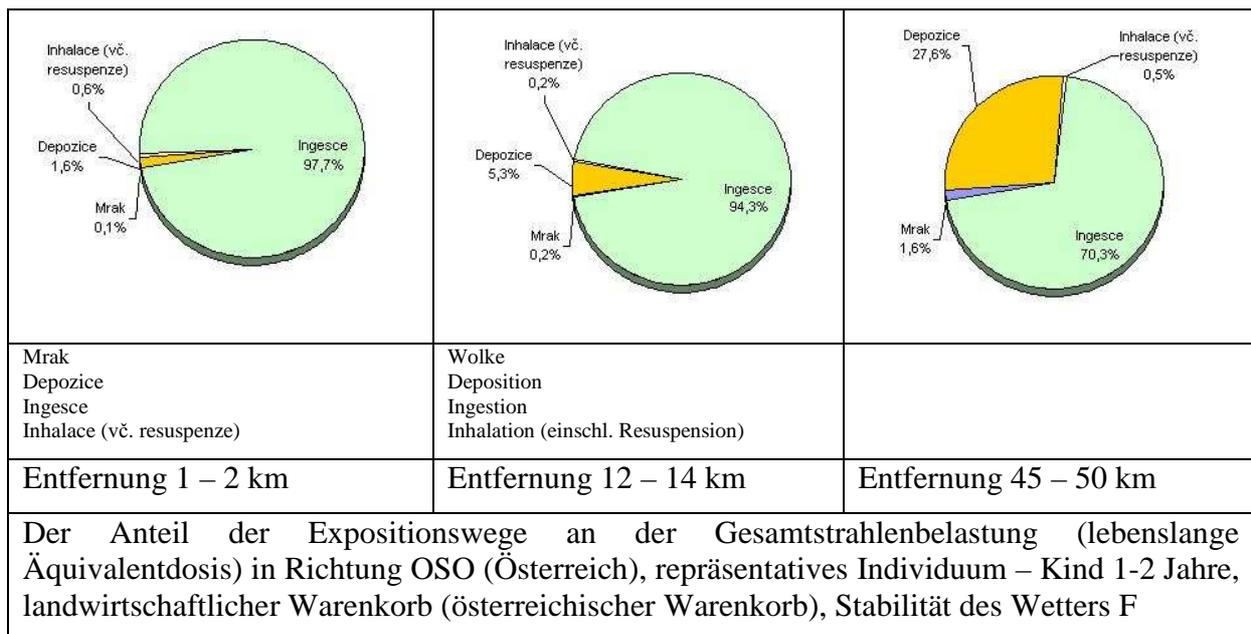 Inhalace (vč.
resuspenze)
0,6%
Depozice
1,6%
Mrak
0,1%
Ingesce
97,7%
Inhalace (vč.
resuspenze)
0,2%
Depozice
5,3%
Mrak
0,2%
Ingesce
94,3%
Depozice
27,6%
Inhalace (vč.
resuspenze)
0,5%
Mrak
1,6%
Ingesce
70,3%
Mrak
Depozice
Ingesce
Inhalace (vč. resuspenze)
Wolke
Deposition
Ingestion
Inhalation (einschl. Resuspension)
Entfernung 1 – 2 km
Entfernung 12 – 14 km
Entfernung 45 – 50 km
Der Anteil der Expositionswege an der Gesamtstrahlenbelastung (lebenslange
Äquivalentdosis) in Richtung OSO (Österreich), repräsentatives Individuum – Kind 1-2 Jahre,
landwirtschaftlicher Warenkorb (österreichischer Warenkorb), Stabilität des Wetters F